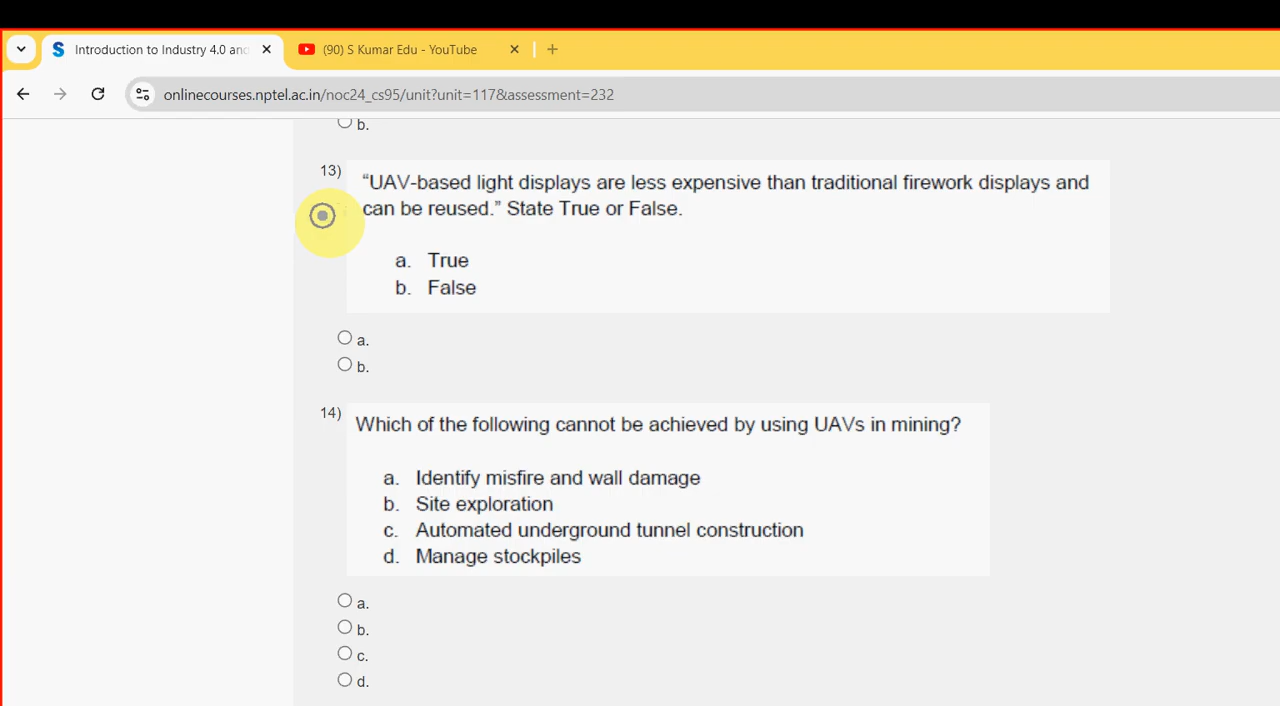 Introduction to Industry 4.0 and
(90) S Kumar Edu - YouTube
onlinecourses.nptel.ac.in/noc24_cs95/unit?unit=117&assessment=232
b.
13)
“UAV-based light displays are less expensive than traditional firework displays and
can be reused.” State True or False.
a. True
b. False
a.
b.
14)
Which of the following cannot be achieved by using UAVs in mining?
a. Identify misfire and wall damage
b. Site exploration
c. Automated underground tunnel construction
d. Manage stockpiles
a.
b.
c.
d.